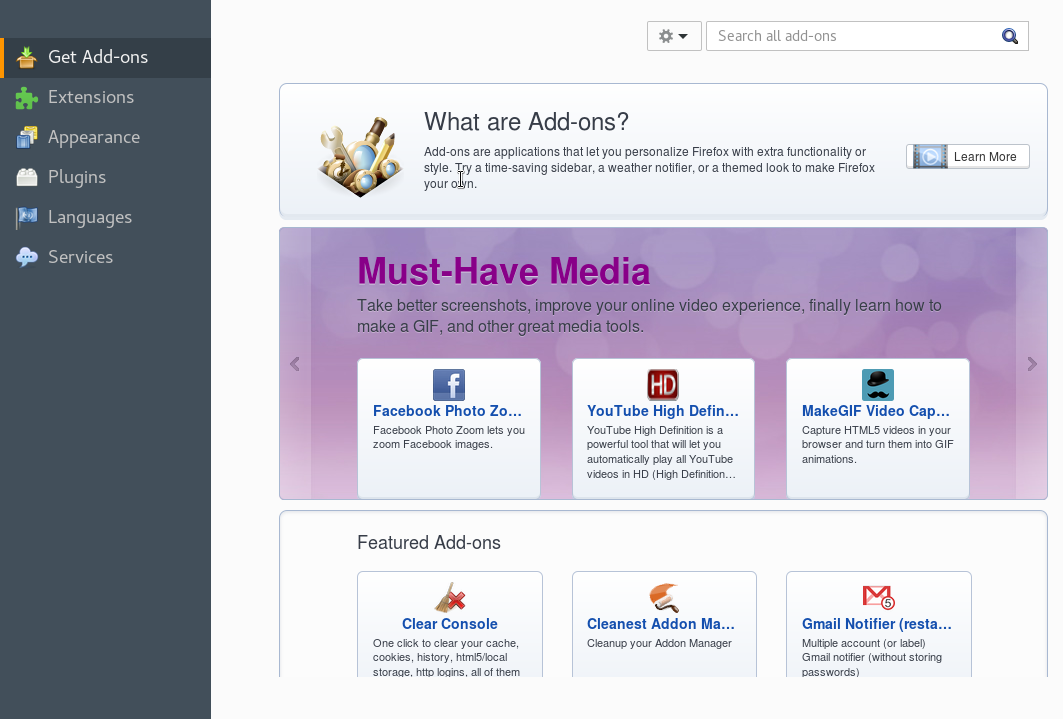 Get Add-ons
Extensions
Appearance
Plugins
Languages
Services
Search all add-ons
What are Add-ons?
Add-ons are applications that let you personalize Firefox with extra functionality or
style. Try a time-saving sidebar, a weather notifier, or a themed look to make Firefox
your own.
Learn More
Must-Have Media
Take better screenshots, improve your online video experience, finally learn how to
make a GIF, and other great media tools.
f
Facebook Photo Zo...
Facebook Photo Zoom lets you
zoom Facebook images.
HD
YouTube High Defin...
YouTube High Definition is a
powerful tool that will let you
automatically play all YouTube
videos in HD (High Definition...
MakeGIF Video Cap...
Capture HTML5 videos in your
browser and turn them into GIF
animations.
Featured Add-ons
Clear Console
One click to clear your cache,
cookies, history, html5/local
storage, http logins, all of them
Cleanest Addon Ma...
Cleanup your Addon Manager
5
Gmail Notifier (resta...
Multiple account (or label)
Gmail notifier (without storing
passwords)